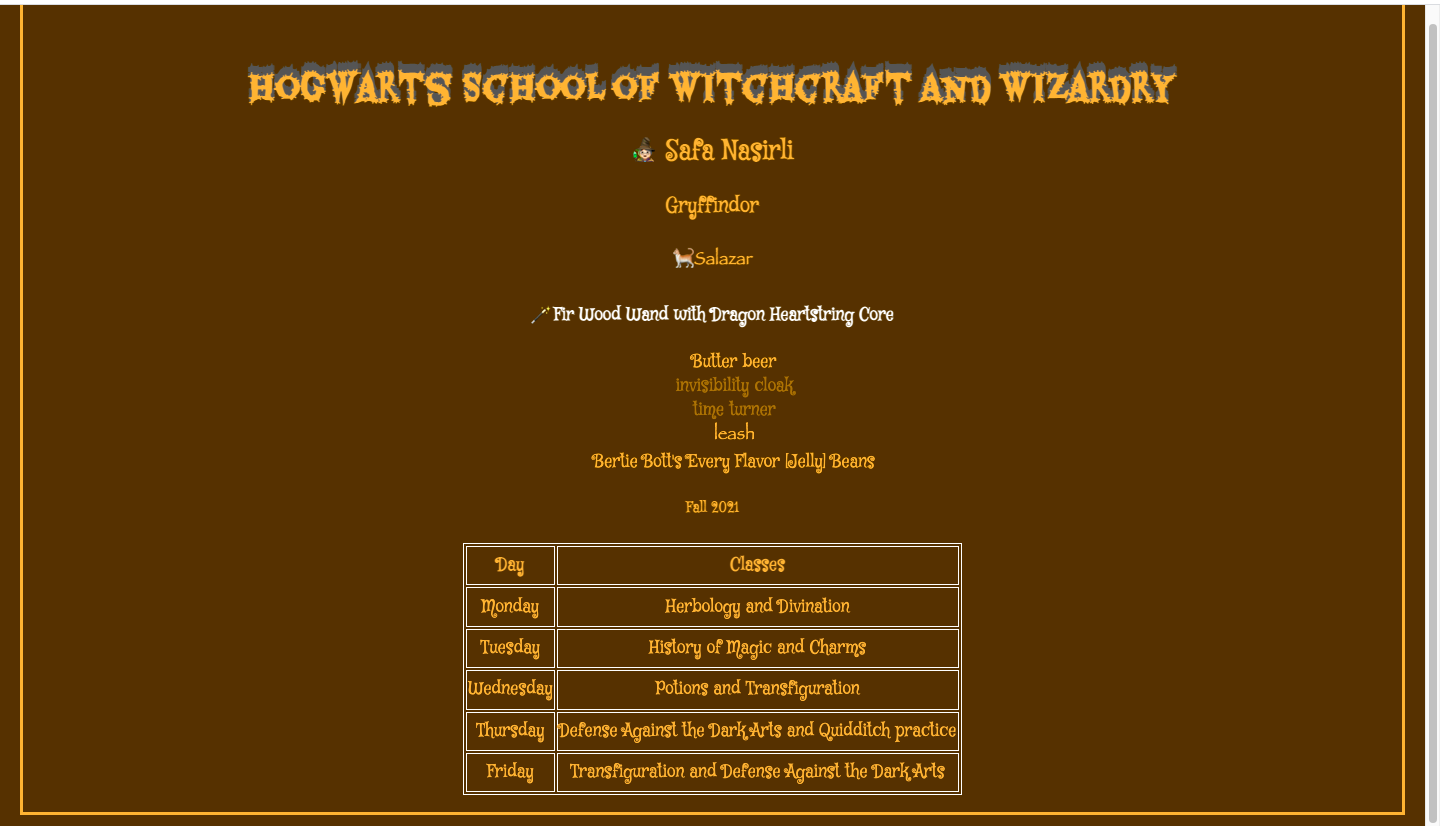 HOGWARTS SCHOOL OF WITCHCRAFT AND WIZARDRY
Safa Nasirli
Gryffindor
Salazar
Fir Wood Wand with Dragon Heartstring Core
Butter beer
invisibility cloak
time turner
leash
Bertie Bott's Every Flavor [Jelly] Beans
Fall 2021
Day Classes
Monday Herbology and Divination
Tuesday History of Magic and Charms
Wednesday Potions and Transfiguration
Thursday Defense Against the Dark Arts and Quidditch practice
Friday Transfiguration and Defense Against the Dark Arts